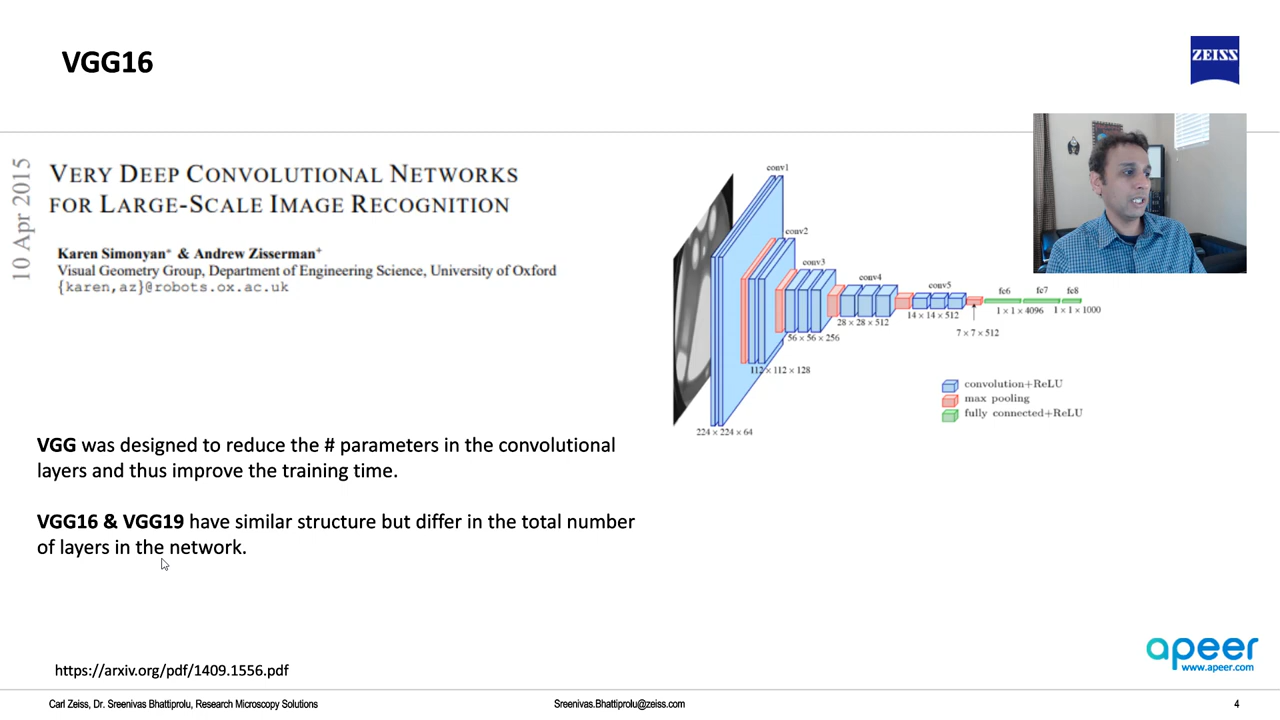 VGG16
ZEISS
10 Apr 2015
VERY DEEP CONVOLUTIONAL NETWORKS
FOR LARGE-SCALE IMAGE RECOGNITION
Karen Simonyan* & Andrew Zisserman+
Visual Geometry Group, Department of Engineering Science, University of Oxford
{karen,az}@robots.ox.ac.uk
conv1
conv2
conv3
conv4
conv5
fc6
fc7
fc8
1 × 1 × 4096
1 × 1 × 1000
14 × 14 × 512
28 × 28 × 512
7 × 7 × 512
56 × 56 × 256
112 × 112 × 128
224 × 224 × 64
convolution+ReLU
max pooling
fully connected+ReLU
VGG was designed to reduce the # parameters in the convolutional
layers and thus improve the training time.
VGG16 & VGG19 have similar structure but differ in the total number
of layers in the network.
https://arxiv.org/pdf/1409.1556.pdf
apeer
www.apeer.com
Carl Zeiss, Dr. Sreenivas Bhattiprolu, Research Microscopy Solutions
Sreenivas.Bhattiprolu@zeiss.com
4